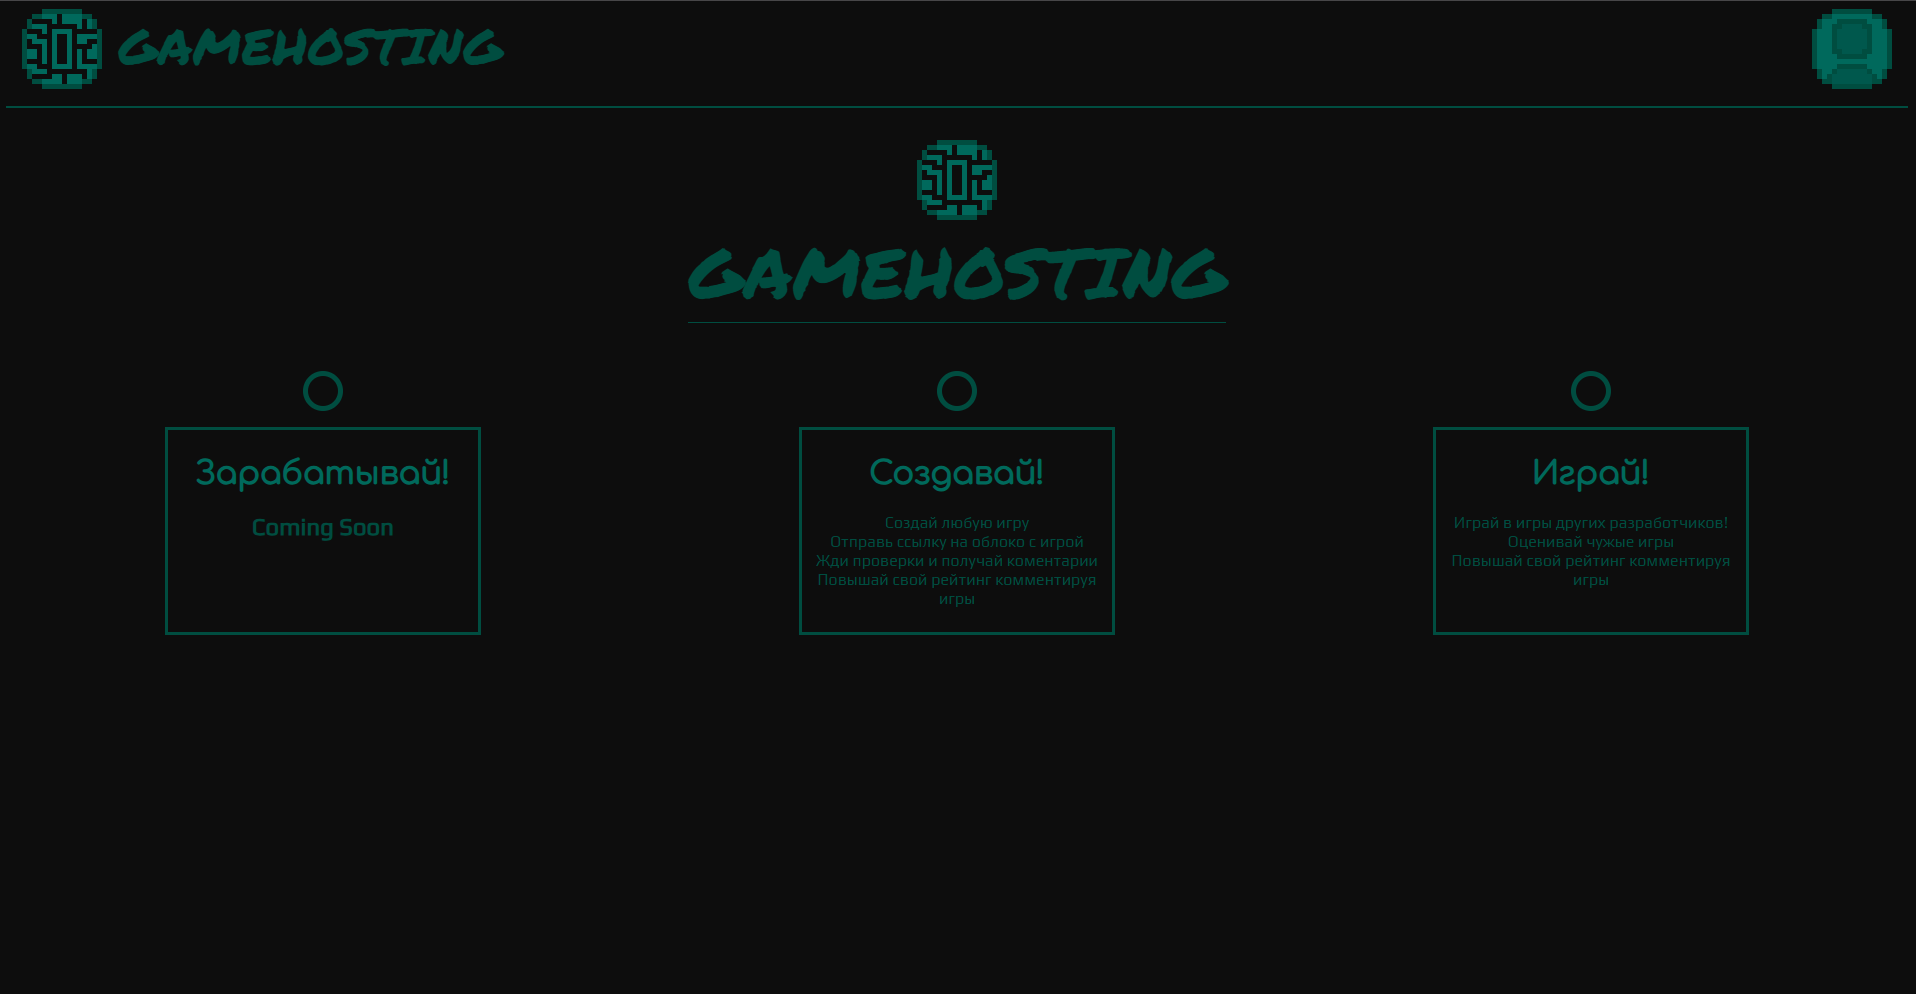 GAMEHOSTING
GAMEHOSTING
Зарабатывай!
Coming Soon
Создавай!
Создай любую игру
Отправь ссылку на облоко с игрой
Жди проверки и получай коментарии
Повышай свой рейтинг комментируя
игры
Играй!
Играй в игры других разработчиков!
Оценивай чужые игры
Повышай свой рейтинг комментируя
игры